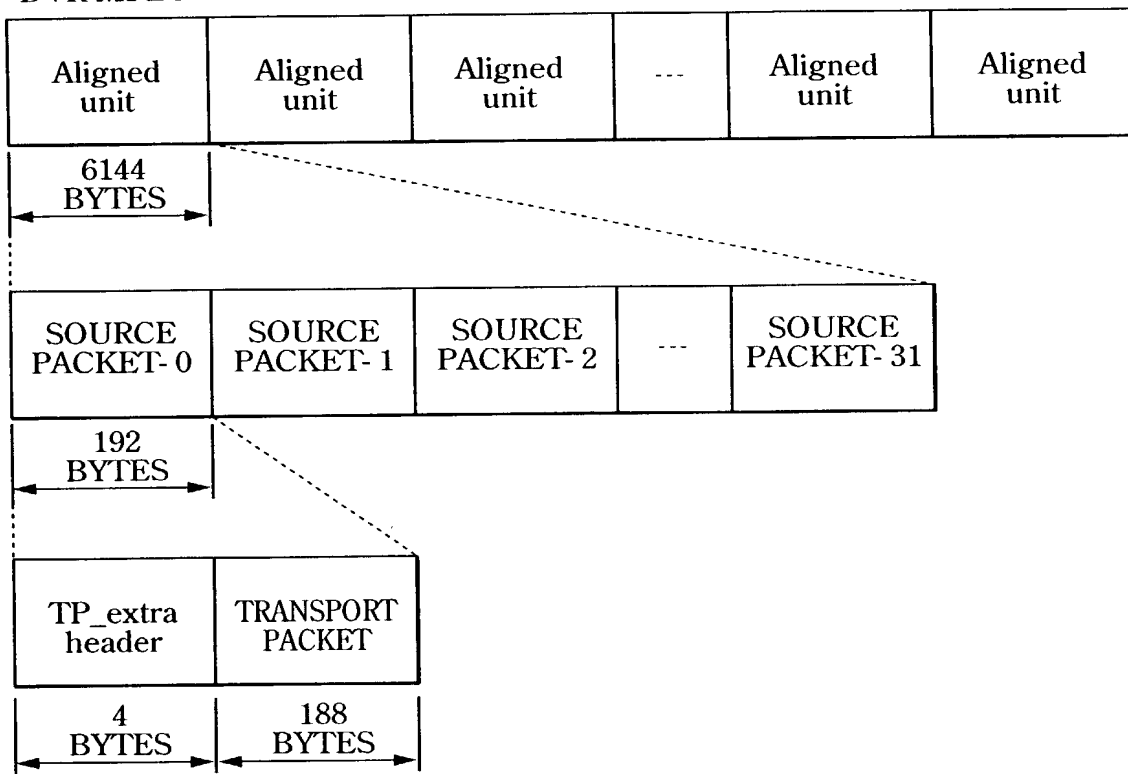 Aligned unit
Aligned unit
Aligned unit
---
Aligned unit
Aligned unit
6144 BYTES
SOURCE PACKET- 0
SOURCE PACKET- 1
SOURCE PACKET- 2
---
SOURCE PACKET- 31
192 BYTES
TP_extra header
TRANSPORT PACKET
4 BYTES
188 BYTES